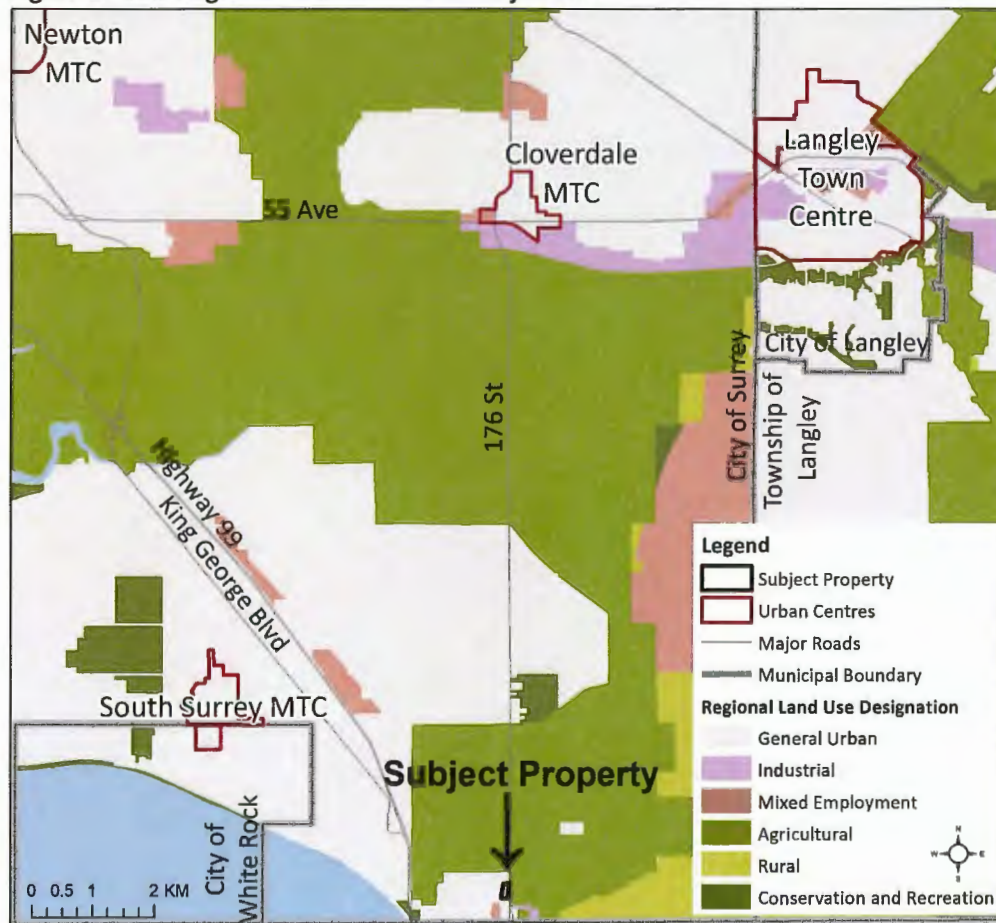 Newton
MTC
Cloverdale
MTC
Langley
Town
Centre
55 Ave
City of Langley
176 St
City of Surrey
Township of
Langley
Highway 99
King George Blvd
South Surrey MTC
Subject Property
City of
White Rock
0 0.5 1 2 KM
Legend
Subject Property
Urban Centres
Major Roads
Municipal Boundary
Regional Land Use Designation
General Urban
Industrial
Mixed Employment
Agricultural
Rural
Conservation and Recreation
N
W E
S